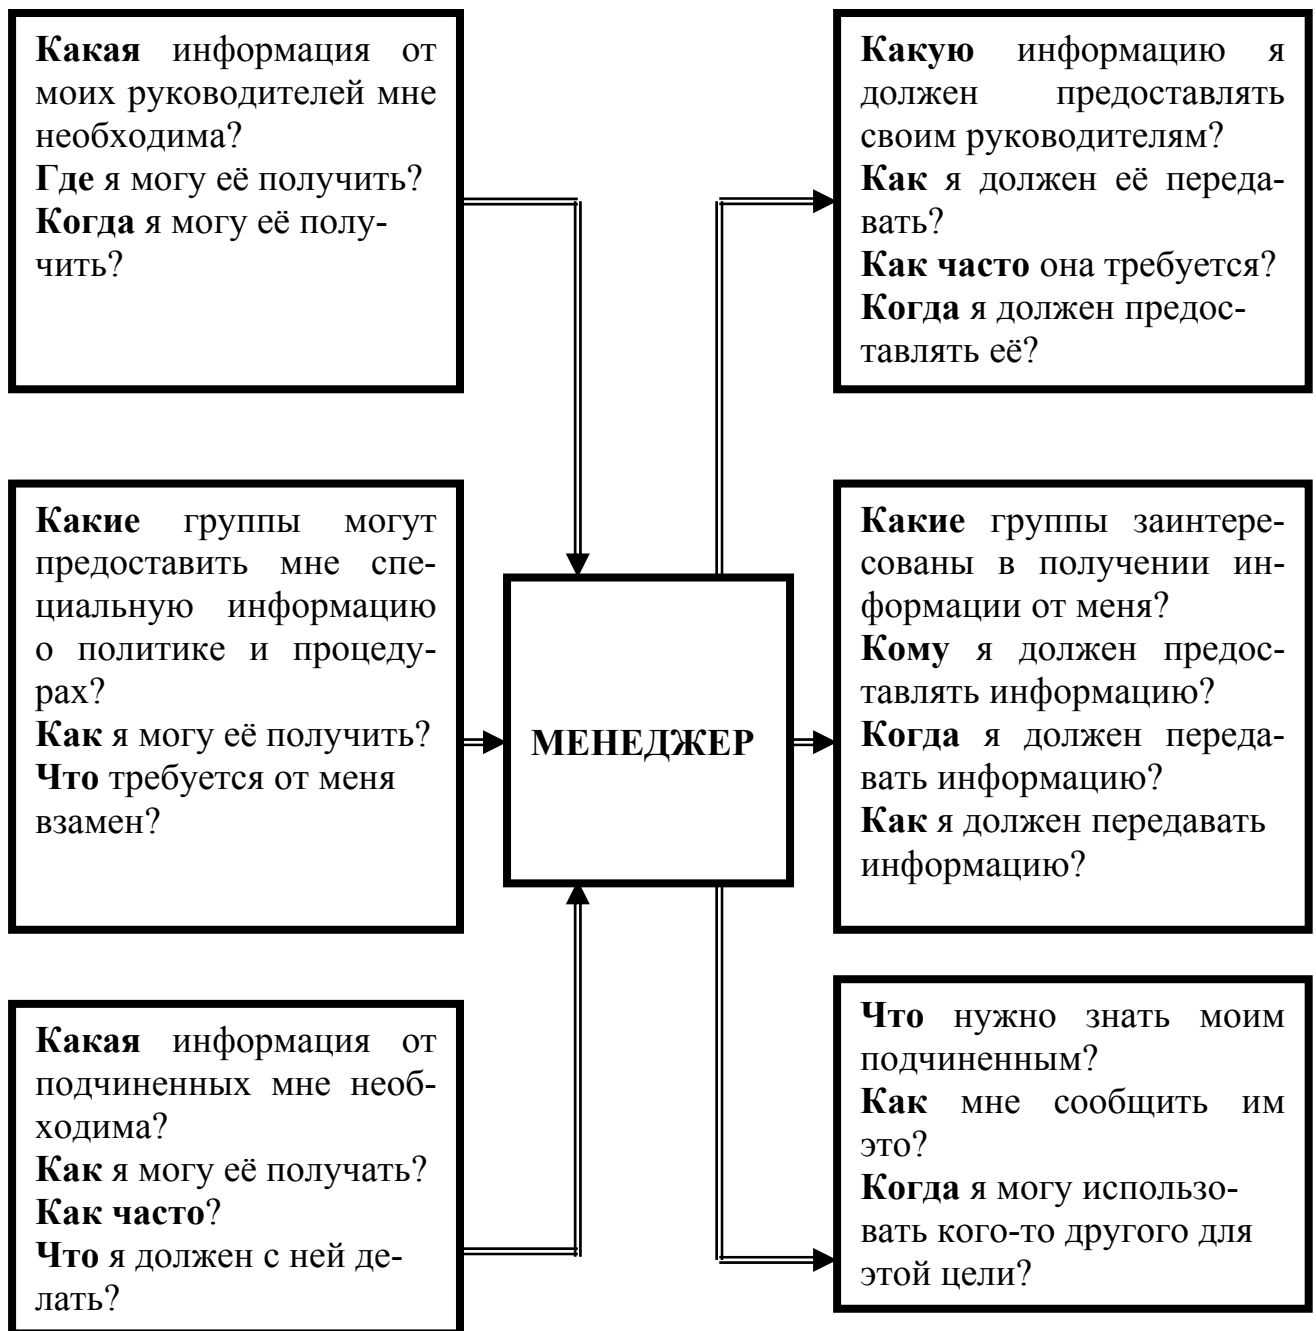 Какая информация от
моих руководителей мне
необходима?
Где я могу её получить?
Когда я могу её полу-
чить?
Какую информацию я
должен предоставлять
своим руководителям?
Как я должен её переда-
вать?
Как часто она требуется?
Когда я должен предос-
тавлять её?
Какие группы могут
предоставить мне спе-
циальную информацию
о политике и процеду-
рах?
Как я могу её получить?
Что требуется от меня
взамен?
МЕНЕДЖЕР
Какие группы заинтере-
сованы в получении ин-
формации от меня?
Кому я должен предос-
тавлять информацию?
Когда я должен переда-
вать информацию?
Как я должен передавать
информацию?
Какая информация от
подчиненных мне необ-
ходима?
Как я могу её получать?
Как часто?
Что я должен с ней де-
лать?
Что нужно знать моим
подчиненным?
Как мне сообщить им
это?
Когда я могу использо-
вать кого-то другого для
этой цели?